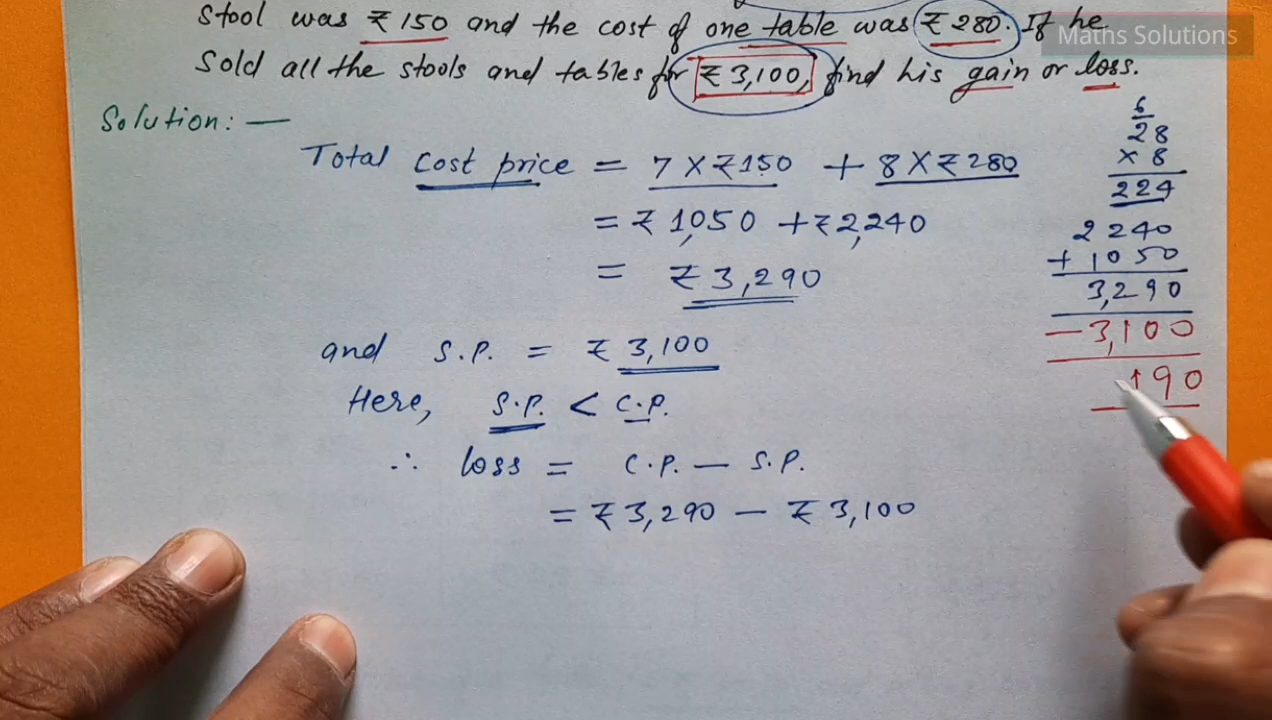 Stool was ₹150 and the cost of one table was ₹280. If he
Maths Solutions
Sold all the stools and tables for ₹3,100, find his gain or loss.
Solution: —
Total cost price = 7 X ₹150 + 8 X ₹280
= ₹1,050 + ₹2,240
= ₹3,290
and S.P. = ₹3,100
Here, S.P. < C.P.
∴ loss = C.P. — S.P.
= ₹3,290 — ₹3,100
6
28
x 8
224
2240
+ 1050
3,290
— 3,100
190